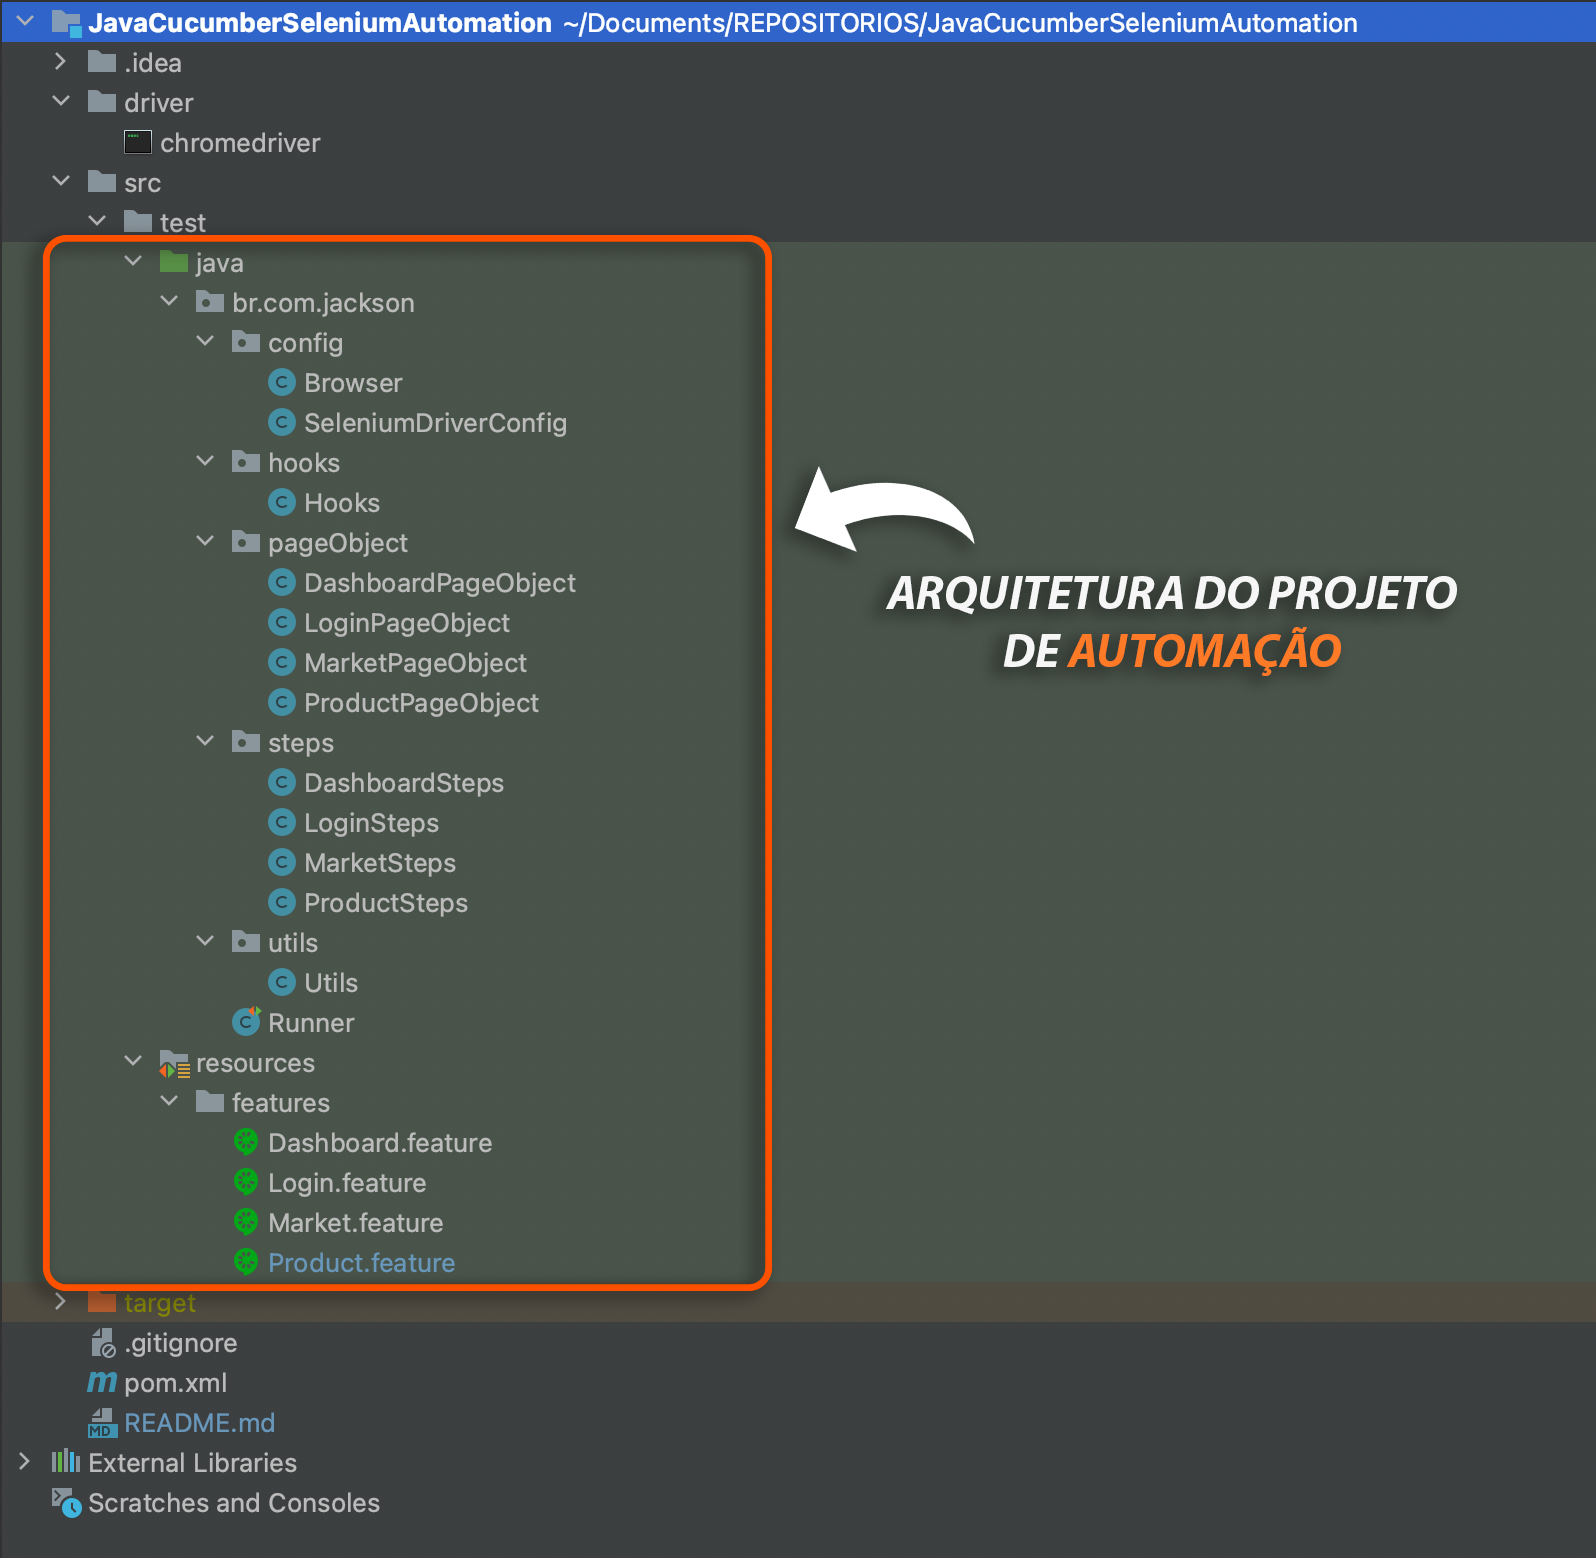 JavaCucumberSeleniumAutomation ~/Documents/REPOSITORIOS/JavaCucumberSeleniumAutomation
.idea
driver
chromedriver
src
test
java
br.com.jackson
config
C Browser
C SeleniumDriverConfig
hooks
C Hooks
pageObject
C DashboardPageObject
C LoginPageObject
C MarketPageObject
C ProductPageObject
steps
C DashboardSteps
C LoginSteps
C MarketSteps
C ProductSteps
utils
C Utils
C Runner
resources
features
Dashboard.feature
Login.feature
Market.feature
Product.feature
target
.gitignore
m pom.xml
MD README.md
External Libraries
Scratches and Consoles
ARQUITETURA DO PROJETO
DE AUTOMAÇÃO